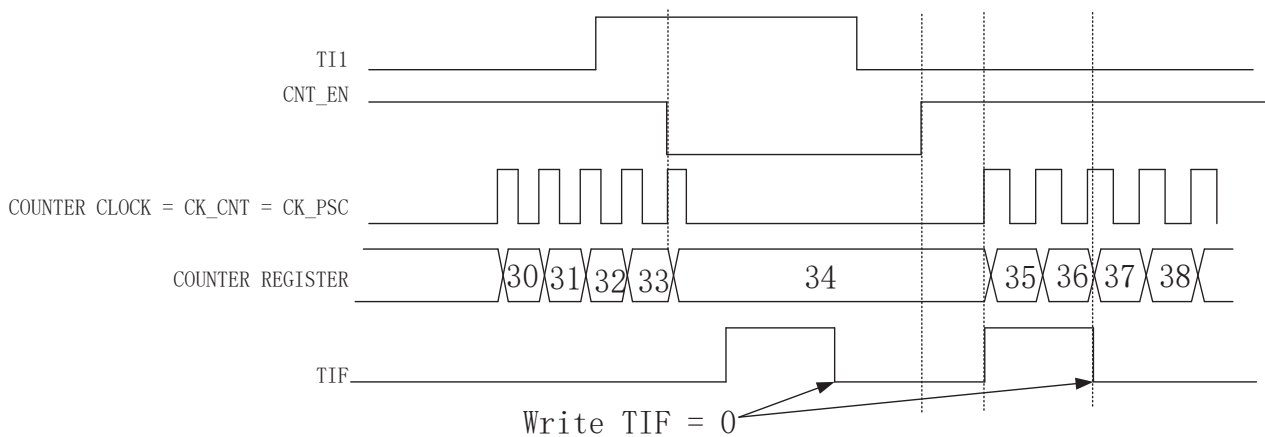 TI1
CNT_EN
COUNTER CLOCK = CK_CNT = CK_PSC
COUNTER REGISTER 30 31 32 33 34 35 36 37 38
TIF
Write TIF = 0